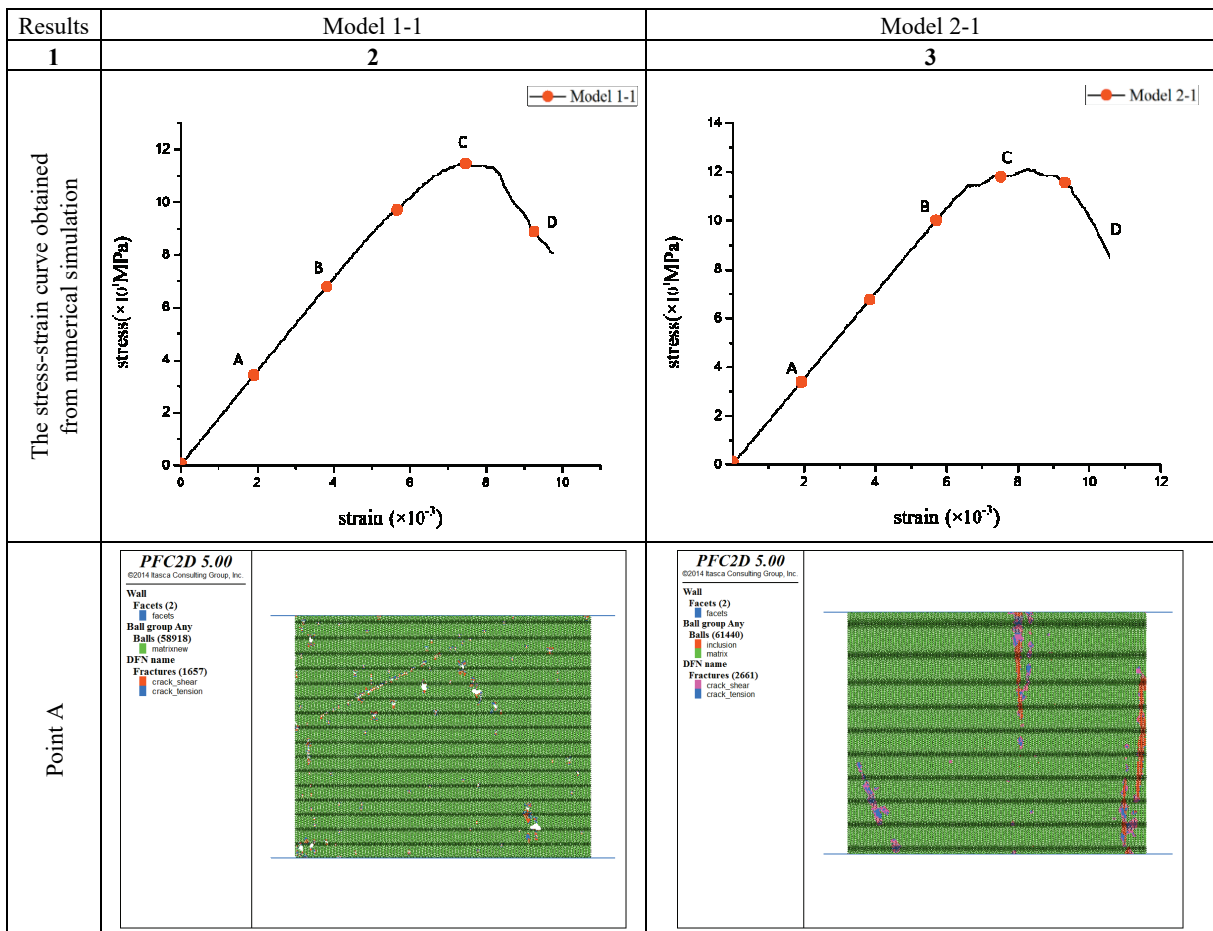 Results Model 1-1 Model 2-1
1 2 3
The stress-strain curve obtained
from numerical simulation
Model 1-1
12
10
8
6
4
2
0
0 2 4 6 8 10
A
B
C
D
stress(×10¹MPa)
strain (×10⁻³)
Model 2-1
14
12
10
8
6
4
2
0
2 4 6 8 10 12
A
B
C
D
stress(×10¹MPa)
strain (×10⁻³)
Point A
PFC2D 5.00
©2014 Itasca Consulting Group, Inc.
Wall
Facets (2)
facets
Ball group Any
Balls (58918)
matrixnew
DFN name
Fractures (1657)
crack_shear
crack_tension
PFC2D 5.00
©2014 Itasca Consulting Group, Inc.
Wall
Facets (2)
facets
Ball group Any
Balls (61440)
inclusion
matrix
DFN name
Fractures (2661)
crack_shear
crack_tension